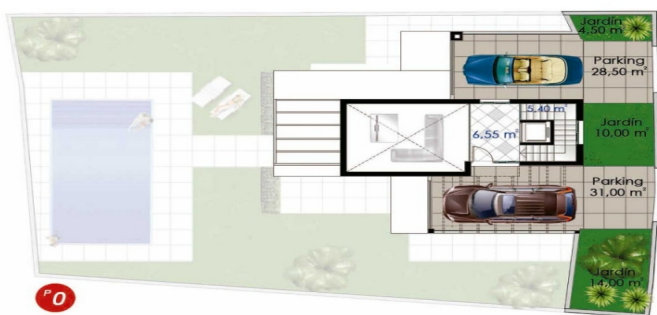 Jardín
4,50 m²
Parking
28,50 m²
5,40 m²
6,55 m²
Jardín
10,00 m²
Parking
31,00 m²
Jardín
14,00 m²
P0